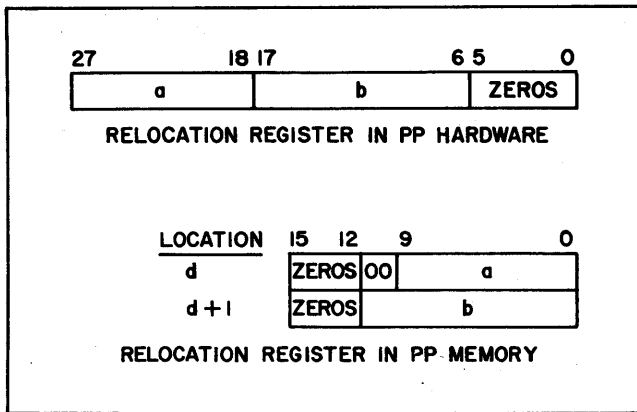 27 18 17 6 5 0
a b ZEROS
RELOCATION REGISTER IN PP HARDWARE
LOCATION 15 12 9 0
d ZEROS 00 a
d+1 ZEROS b
RELOCATION REGISTER IN PP MEMORY